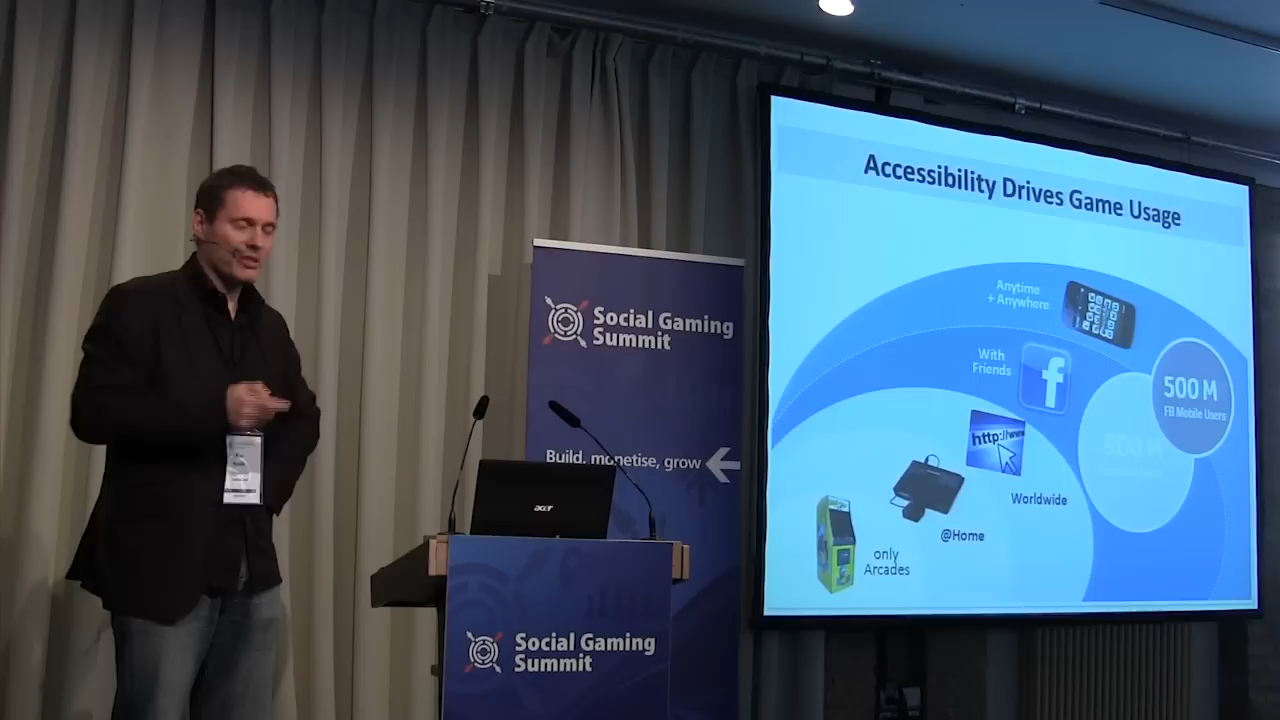 Accessibility Drives Game Usage
Anytime
+ Anywhere
With
Friends
f
500 M
FB Mobile Users
http://www
Worldwide
@Home
only
Arcades
Social Gaming
Summit
Build, monetise, grow
acer
Social Gaming
Summit